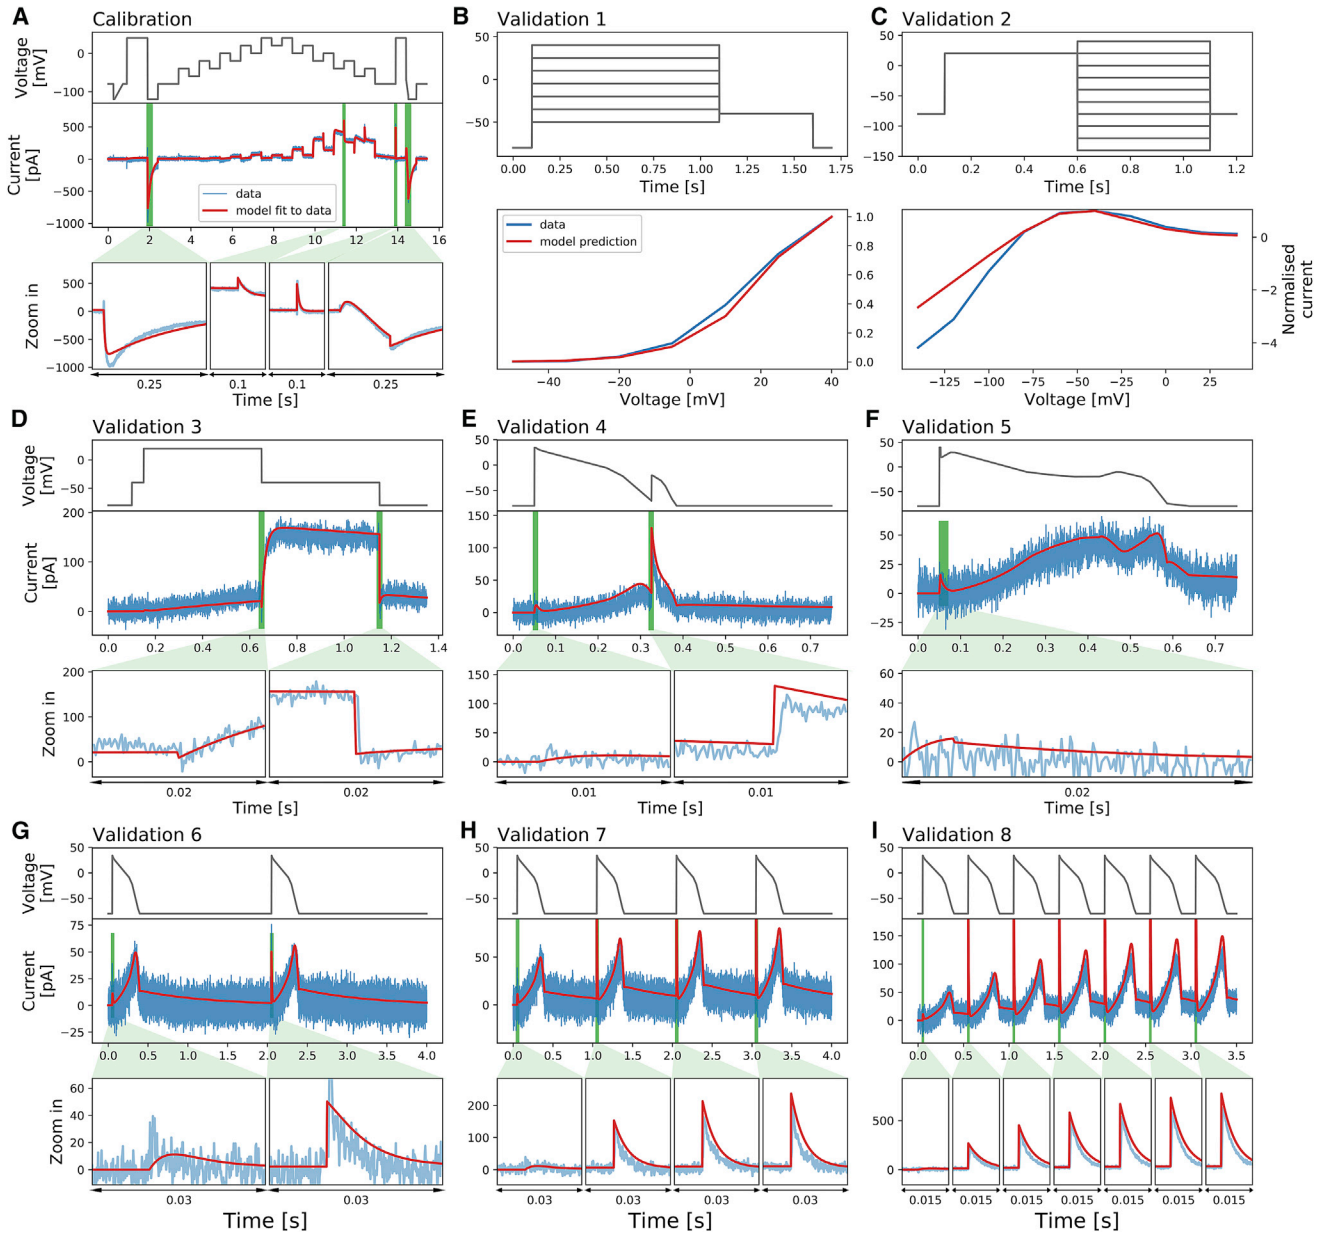 A Calibration
Voltage [mV]
0
−100
Current [pA]
500
0
−500
−1000
data
model fit to data
0 2 4 6 8 10 12 14 16
Zoom in
500
0
−500
−1000
0.25 0.1 0.1 0.25
Time [s]
B Validation 1
50
0
−50
0.00 0.25 0.50 0.75 1.00 1.25 1.50 1.75
Time [s]
data
model prediction
1.0
0.8
0.6
0.4
0.2
0.0
−40 −20 0 20 40
Voltage [mV]
C Validation 2
50
25
0
−25
−50
−75
−100
−125
−150
0.0 0.2 0.4 0.6 0.8 1.0 1.2
Time [s]
0
−2
−4
Normalised current
−125 −100 −75 −50 −25 0 25
Voltage [mV]
D Validation 3
Voltage [mV]
0
−50
Current [pA]
200
100
0
0.0 0.2 0.4 0.6 0.8 1.0 1.2 1.4
Zoom in
200
100
0
0.02 0.02
Time [s]
E Validation 4
50
0
−50
150
100
50
0
0.0 0.1 0.2 0.3 0.4 0.5 0.6 0.7
150
100
50
0
0.01 0.01
Time [s]
F Validation 5
50
0
−50
50
25
0
−25
0.0 0.1 0.2 0.3 0.4 0.5 0.6 0.7
60
40
20
0
0.02
Time [s]
G Validation 6
Voltage [mV]
50
0
−50
Current [pA]
75
50
25
0
−25
0.0 0.5 1.0 1.5 2.0 2.5 3.0 3.5 4.0
Zoom in
60
40
20
0
0.03 0.03
Time [s]
H Validation 7
50
0
−50
50
0
0.0 0.5 1.0 1.5 2.0 2.5 3.0 3.5 4.0
200
100
0
0.03 0.03 0.03 0.03
Time [s]
I Validation 8
50
0
−50
150
100
50
0
0.0 0.5 1.0 1.5 2.0 2.5 3.0 3.5
500
0
0.015 0.015 0.015 0.015 0.015 0.015 0.015
Time [s]